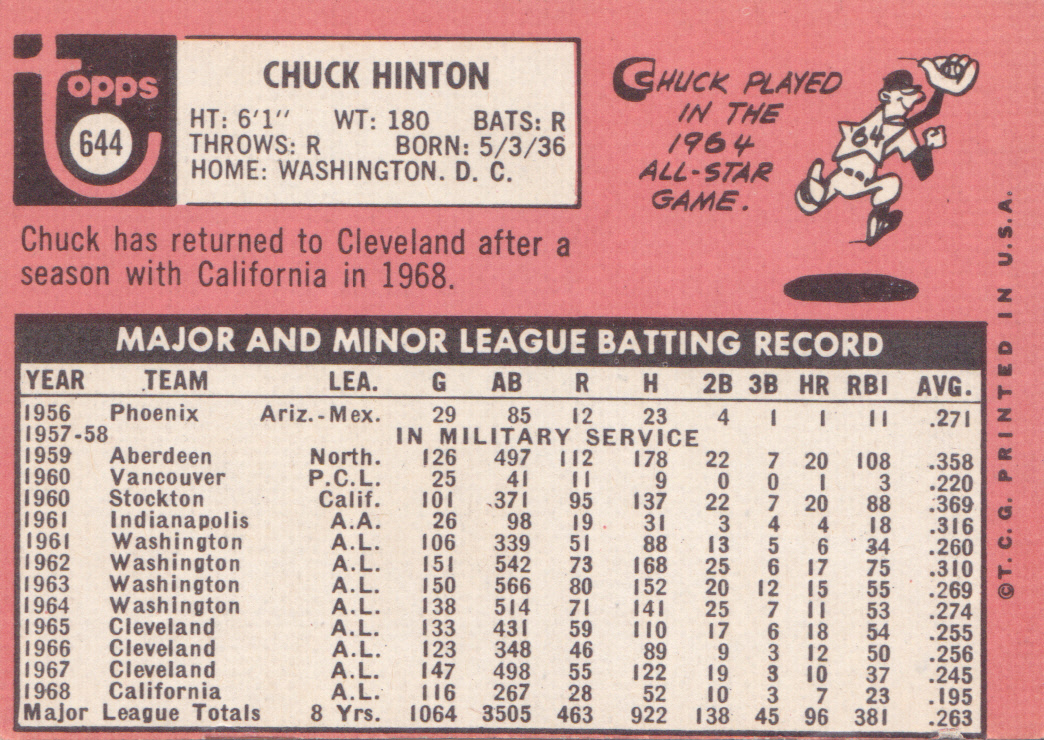 Topps
644
CHUCK HINTON
HT: 6'1" WT: 180 BATS: R
THROWS: R BORN: 5/3/36
HOME: WASHINGTON. D. C.
CHUCK PLAYED
IN THE
1964
ALL-STAR
GAME.
64
Chuck has returned to Cleveland after a
season with California in 1968.
MAJOR AND MINOR LEAGUE BATTING RECORD
YEAR TEAM LEA. G AB R H 2B 3B HR RBI AVG.
1956 Phoenix Ariz.-Mex. 29 85 12 23 4 1 1 11 .271
1957-58 IN MILITARY SERVICE
1959 Aberdeen North. 126 497 112 178 22 7 20 108 .358
1960 Vancouver P.C.L. 25 41 11 9 0 0 1 3 .220
1960 Stockton Calif. 101 371 95 137 22 7 20 88 .369
1961 Indianapolis A.A. 26 98 19 31 3 4 4 18 .316
1961 Washington A.L. 106 339 51 88 13 5 6 34 .260
1962 Washington A.L. 151 542 73 168 25 6 17 75 .310
1963 Washington A.L. 150 566 80 152 20 12 15 55 .269
1964 Washington A.L. 138 514 71 141 25 7 11 53 .274
1965 Cleveland A.L. 133 431 59 110 17 6 18 54 .255
1966 Cleveland A.L. 123 348 46 89 9 3 12 50 .256
1967 Cleveland A.L. 147 498 55 122 19 3 10 37 .245
1968 California A.L. 116 267 28 52 10 3 7 23 .195
Major League Totals 8 Yrs. 1064 3505 463 922 138 45 96 381 .263
©T. C. G. PRINTED IN U.S.A.